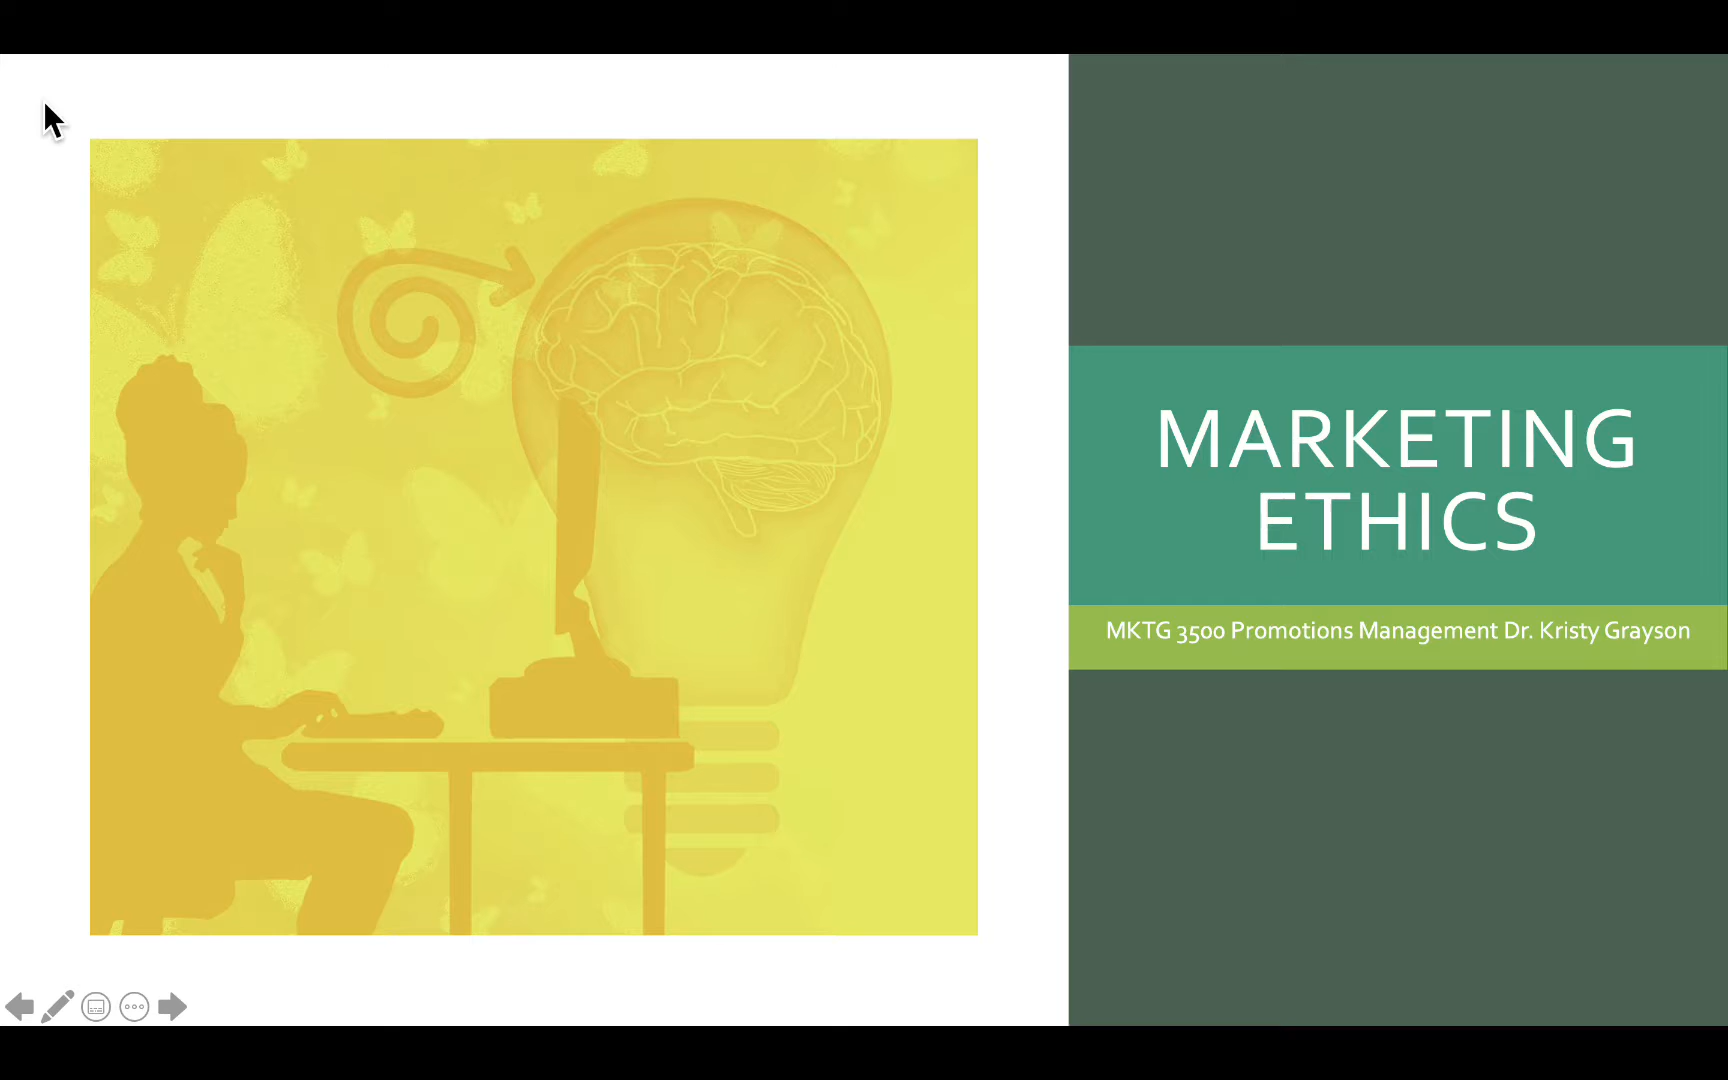 MARKETING
ETHICS
MKTG 3500 Promotions Management Dr. Kristy Grayson